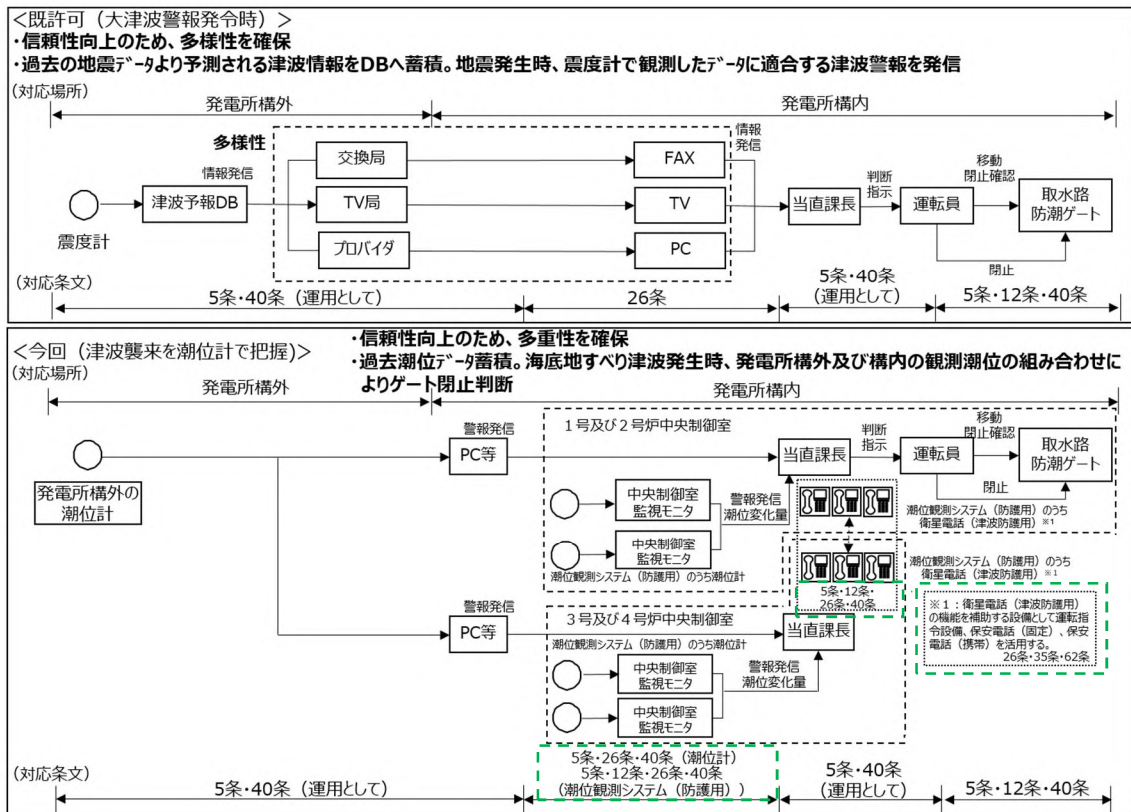 ＜既許可（大津波警報発令時）＞
・信頼性向上のため、多様性を確保
・過去の地震ﾃﾞｰﾀより予測される津波情報をDBへ蓄積。地震発生時、震度計で観測したﾃﾞｰﾀに適合する津波警報を発信
(対応場所)
発電所構外
発電所構内
多様性
情報発信
震度計
津波予報DB
交換局
TV局
プロバイダ
FAX
TV
PC
情報
発信
当直課長
判断
指示
運転員
移動
閉止確認
取水路
防潮ゲート
閉止
(対応条文)
5条・40条（運用として）
26条
5条・40条
(運用として)
5条・12条・40条
＜今回（津波襲来を潮位計で把握)＞
・信頼性向上のため、多重性を確保
・過去潮位ﾃﾞｰﾀ蓄積。海底地すべり津波発生時、発電所構外及び構内の観測潮位の組み合わせに
よりゲート閉止判断
(対応場所)
発電所構外
発電所構内
発電所構外の
潮位計
警報発信
PC等
１号及び２号炉中央制御室
中央制御室
監視モニタ
中央制御室
監視モニタ
潮位観測システム（防護用）のうち潮位計
警報発信
潮位変化量
当直課長
判断
指示
運転員
移動
閉止確認
取水路
防潮ゲート
閉止
潮位観測システム（防護用）のうち
衛星電話（津波防護用）※１
潮位観測システム（防護用）のうち
衛星電話（津波防護用）※１
5条・12条・
26条・40条
※１：衛星電話（津波防護用）
の機能を補助する設備として運転指
令設備、保安電話（固定）、保安
電話（携帯）を活用する。
26条・35条・62条
警報発信
PC等
３号及び４号炉中央制御室
潮位観測システム（防護用）のうち潮位計
中央制御室
監視モニタ
中央制御室
監視モニタ
警報発信
潮位変化量
当直課長
(対応条文)
5条・40条（運用として）
5条・26条・40条（潮位計）
5条・12条・26条・40条
（潮位観測システム（防護用））
5条・40条
(運用として)
5条・12条・40条